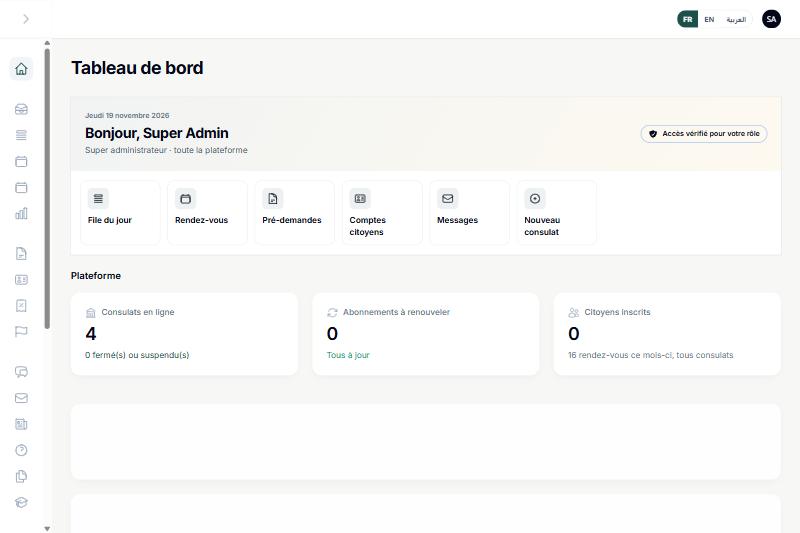 FR EN العربية SA
Tableau de bord
Jeudi 19 novembre 2026
Bonjour, Super Admin
Super administrateur · toute la plateforme
Accès vérifié pour votre rôle
File du jour
Rendez-vous
Pré-demandes
Comptes
citoyens
Messages
Nouveau
consulat
Plateforme
Consulats en ligne
4
0 fermé(s) ou suspendu(s)
Abonnements à renouveler
0
Tous à jour
Citoyens inscrits
0
16 rendez-vous ce mois-ci, tous consulats